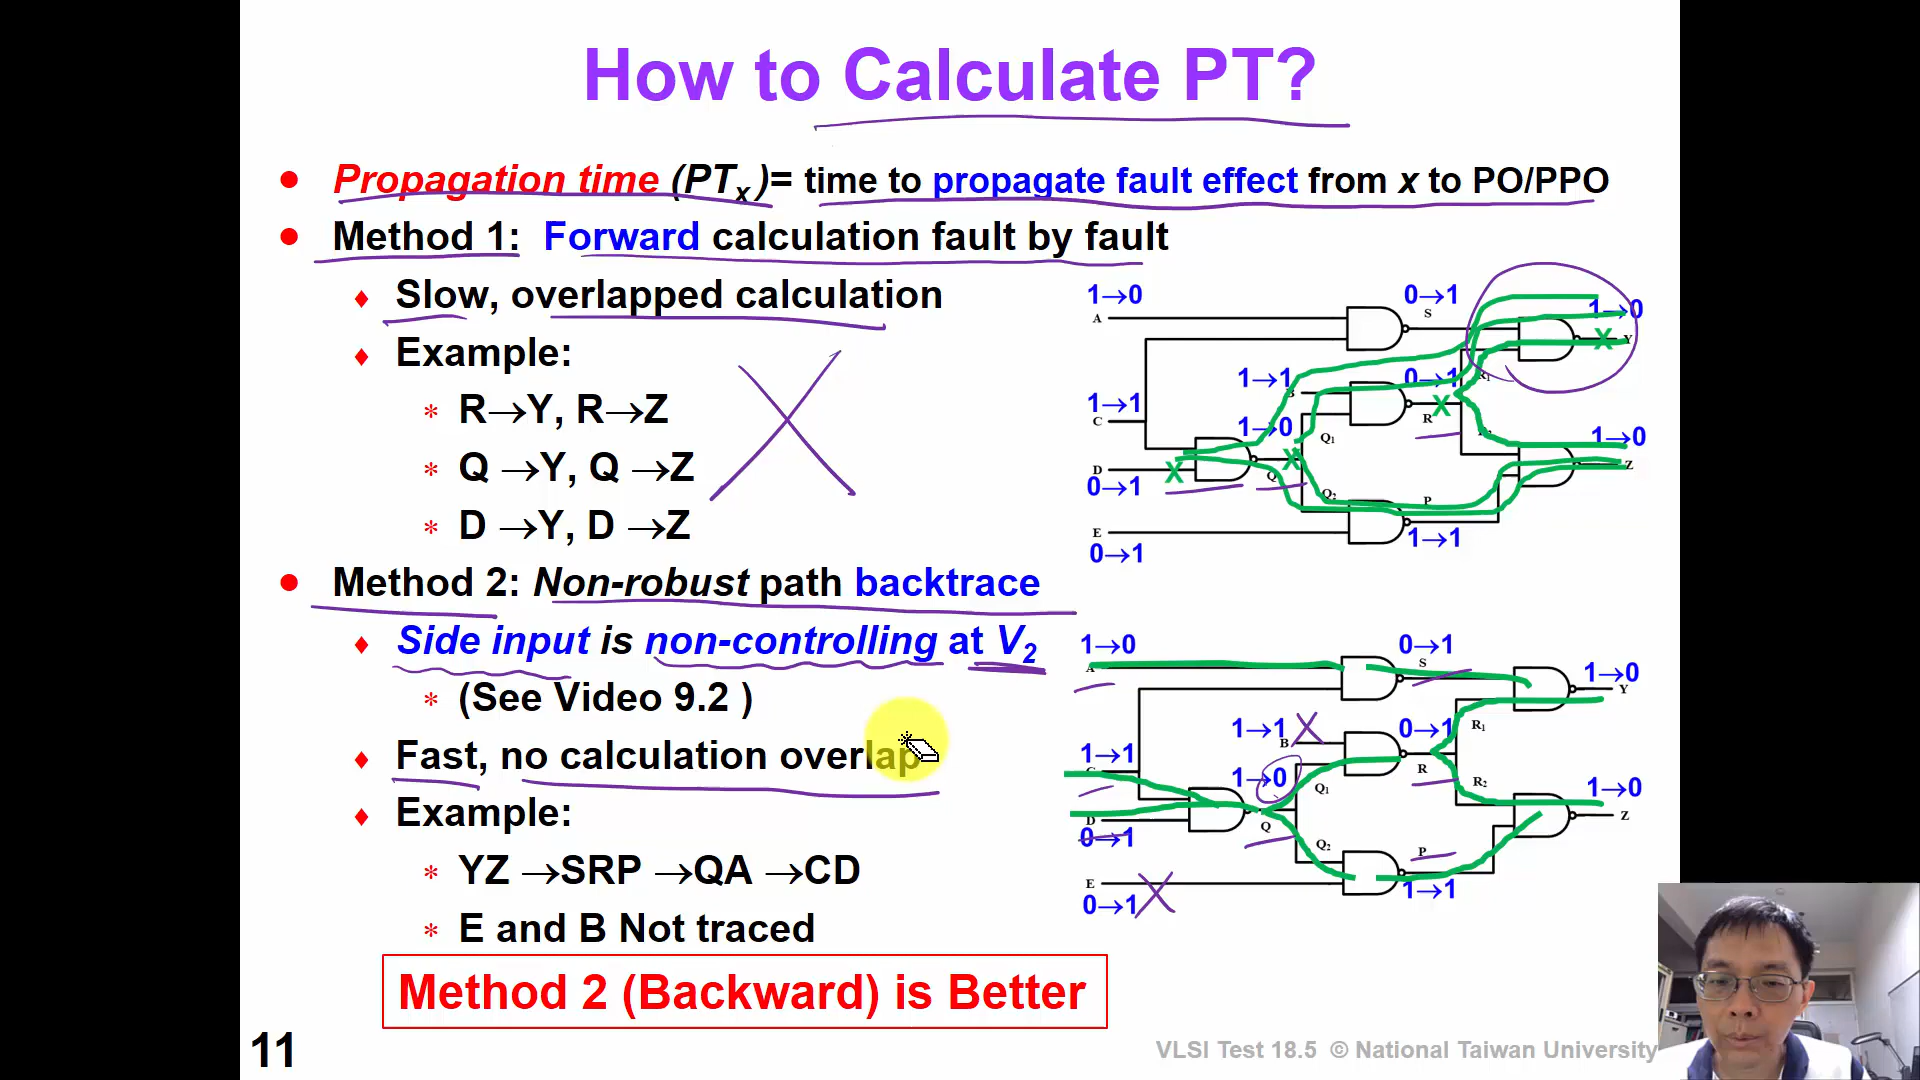 How to Calculate PT?
• Propagation time (PTx )= time to propagate fault effect from x to PO/PPO
• Method 1: Forward calculation fault by fault
♦ Slow, overlapped calculation
♦ Example:
* R→Y, R→Z
* Q →Y, Q →Z
* D →Y, D →Z
• Method 2: Non-robust path backtrace
♦ Side input is non-controlling at V2
* (See Video 9.2 )
♦ Fast, no calculation overlap
♦ Example:
* YZ →SRP →QA →CD
* E and B Not traced
Method 2 (Backward) is Better
11
VLSI Test 18.5 © National Taiwan University
1→0
0→1
S
A
1→0
Y
1→1
0→1
R1
1→1
C
R
1→0
Q1
1→0
D
Q
Z
0→1
Q2
P
E
1→1
0→1
1→0
0→1
S
A
1→0
Y
1→1
B
0→1
R1
1→1
1→0
Q1
R
R2
1→0
D
Q
Z
0→1
Q2
P
E
1→1
0→1